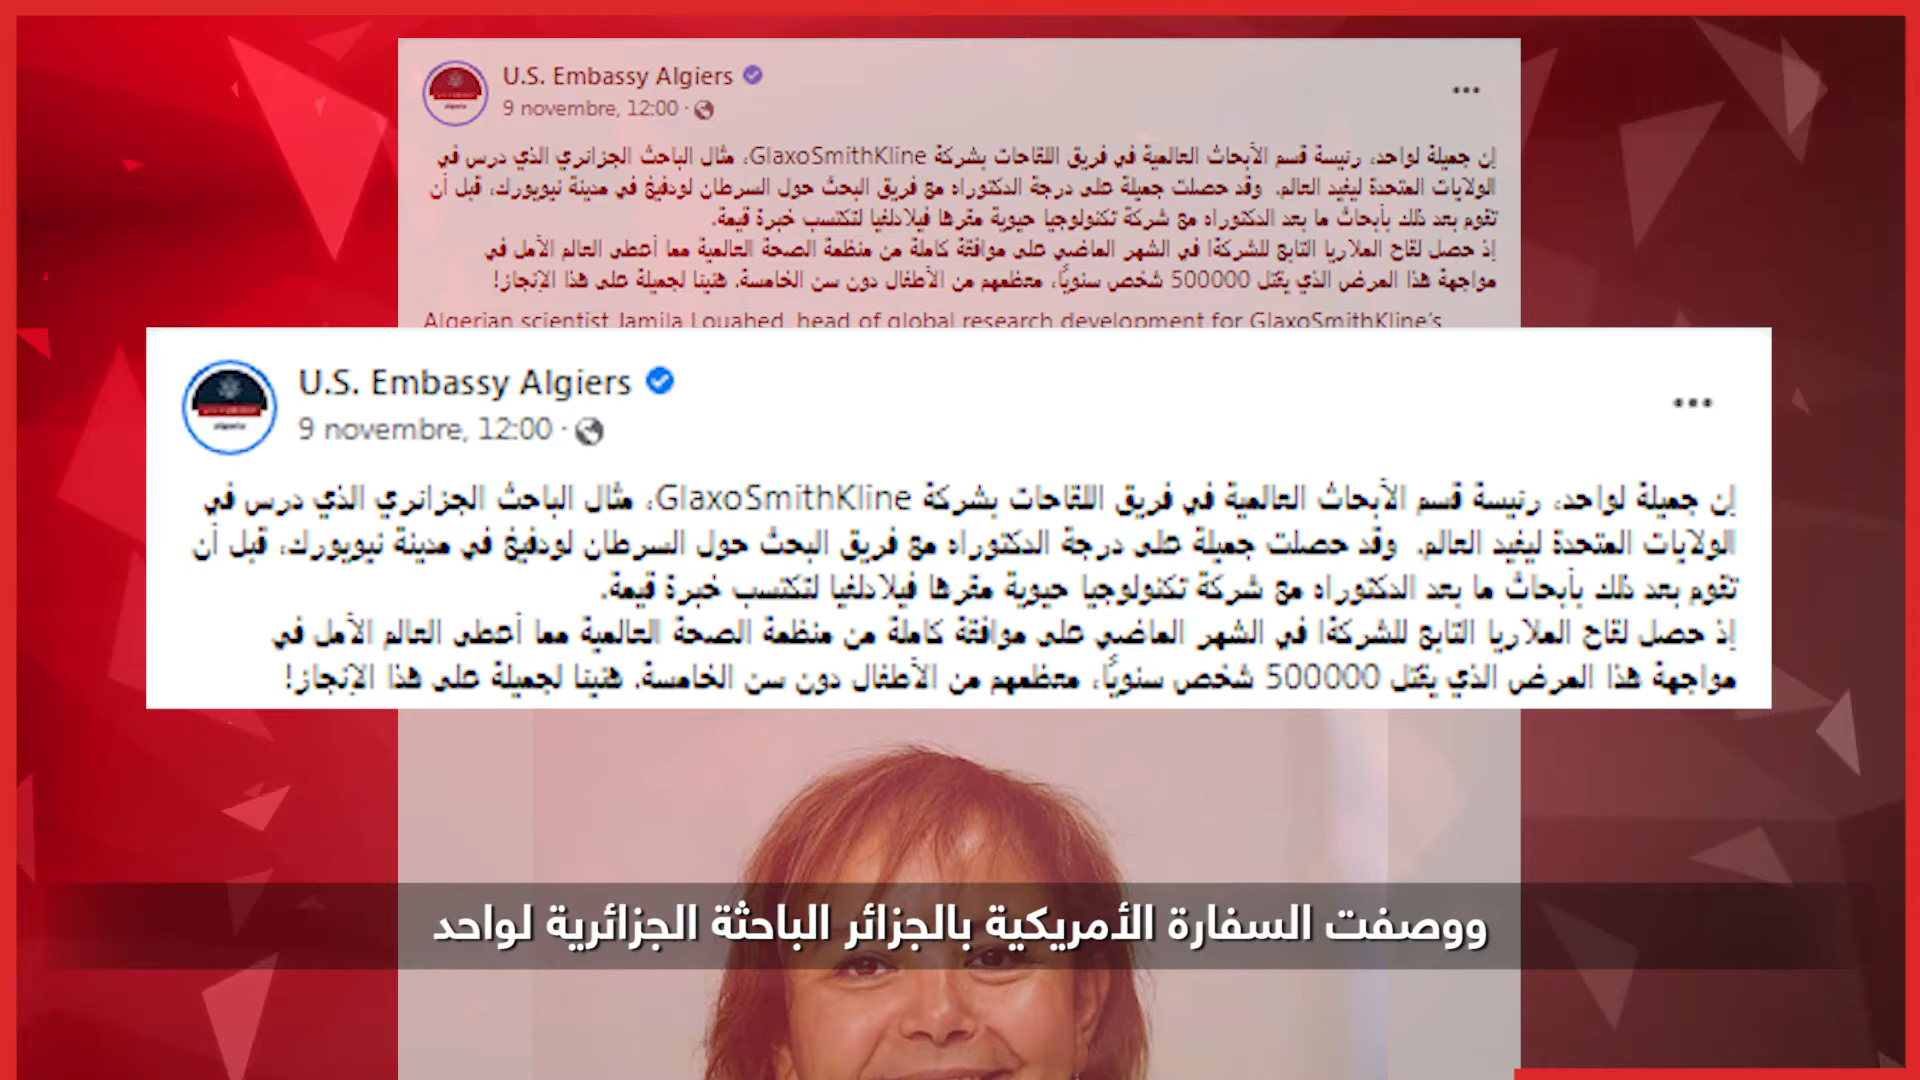 U.S. Embassy Algiers
9 novembre, 12:00 ·
إن جميلة لواحد، رئيسة قسم الأبحاث العالمية في فريق اللقاحات بشركة GlaxoSmithKline، مثال الباحث الجزائري الذي درس في
الولايات المتحدة ليفيد العالم. وقد حصلت جميلة على درجة الدكتوراه مع فريق البحث حول السرطان لودفيغ في مدينة نيويورك، قبل أن
تقوم بعد ذلك بأبحاث ما بعد الدكتوراه مع شركة تكنولوجيا حيوية مقرها فيلادلفيا لتكتسب خبرة قيمة.
إذ حصل لقاح الملاريا التابع للشركةا في الشهر الماضي على موافقة كاملة من منظمة الصحة العالمية مما أعطى العالم الأمل في
مواجهة هذا المرض الذي يقتل 500000 شخص سنويًا، معظمهم من الأطفال دون سن الخامسة. هنيئا لجميلة على هذا الإنجاز!
Algerian scientist Jamila Louahed, head of global research development for GlaxoSmithKline's
U.S. Embassy Algiers
9 novembre, 12:00 ·
إن جميلة لواحد، رئيسة قسم الأبحاث العالمية في فريق اللقاحات بشركة GlaxoSmithKline، مثال الباحث الجزائري الذي درس في
الولايات المتحدة ليفيد العالم. وقد حصلت جميلة على درجة الدكتوراه مع فريق البحث حول السرطان لودفيغ في مدينة نيويورك، قبل أن
تقوم بعد ذلك بأبحاث ما بعد الدكتوراه مع شركة تكنولوجيا حيوية مقرها فيلادلفيا لتكتسب خبرة قيمة.
إذ حصل لقاح الملاريا التابع للشركةا في الشهر الماضي على موافقة كاملة من منظمة الصحة العالمية مما أعطى العالم الأمل في
مواجهة هذا المرض الذي يقتل 500000 شخص سنويًا، معظمهم من الأطفال دون سن الخامسة. هنيئا لجميلة على هذا الإنجاز!
ووصفت السفارة الأمريكية بالجزائر الباحثة الجزائرية لواحد